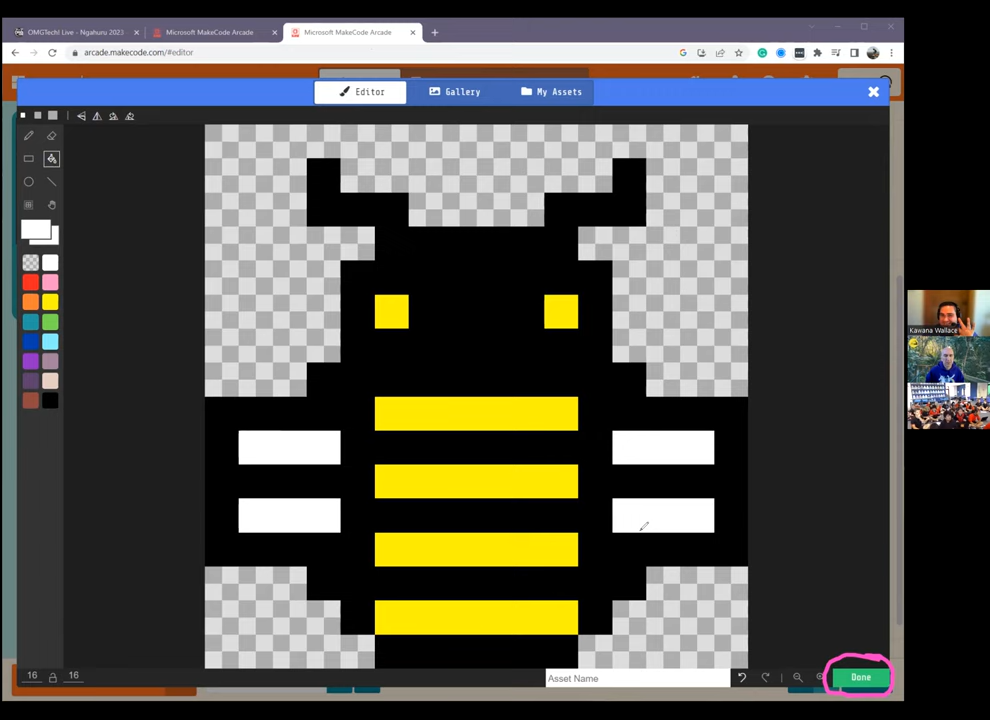 OMGTech! Live - Ngahuru 2023
Microsoft MakeCode Arcade
Microsoft MakeCode Arcade
arcade.makecode.com/#editor
Editor
Gallery
My Assets
Kawana Wallace
16
16
Asset Name
Done